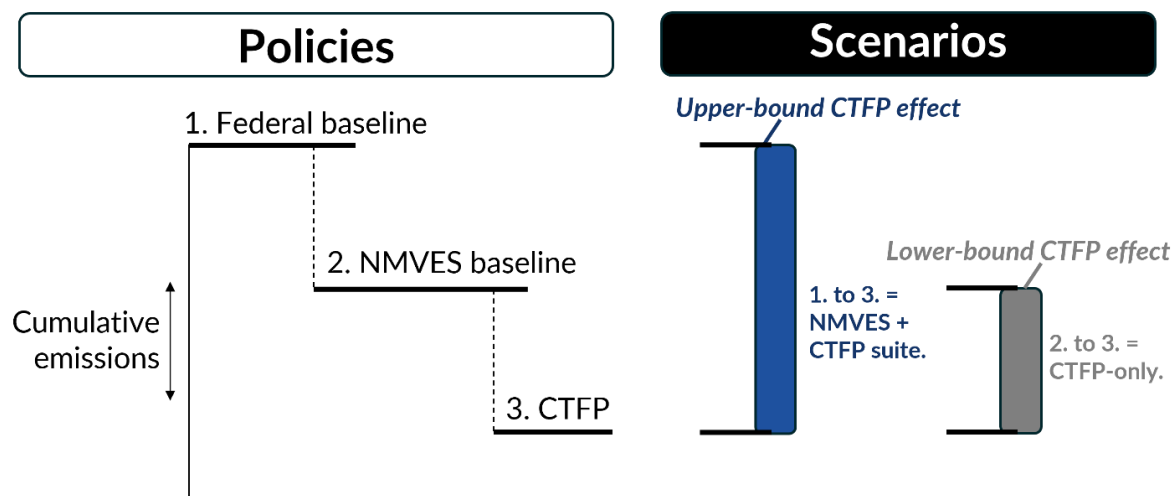 Policies
Scenarios
1. Federal baseline
2. NMVES baseline
3. CTFP
Cumulative
emissions
Upper-bound CTFP effect
1. to 3. =
NMVES +
CTFP suite.
Lower-bound CTFP effect
2. to 3. =
CTFP-only.